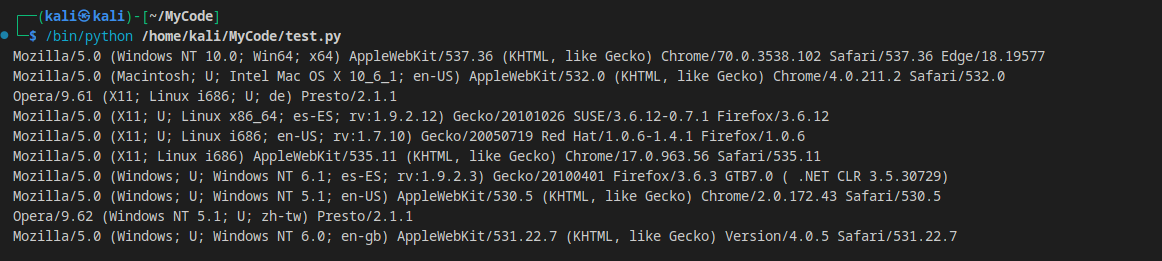 (kali㉿kali)-[~/MyCode]
$ /bin/python /home/kali/MyCode/test.py
Mozilla/5.0 (Windows NT 10.0; Win64; x64) AppleWebKit/537.36 (KHTML, like Gecko) Chrome/70.0.3538.102 Safari/537.36 Edge/18.19577
Mozilla/5.0 (Macintosh; U; Intel Mac OS X 10_6_1; en-US) AppleWebKit/532.0 (KHTML, like Gecko) Chrome/4.0.211.2 Safari/532.0
Opera/9.61 (X11; Linux i686; U; de) Presto/2.1.1
Mozilla/5.0 (X11; U; Linux x86_64; es-ES; rv:1.9.2.12) Gecko/20101026 SUSE/3.6.12-0.7.1 Firefox/3.6.12
Mozilla/5.0 (X11; U; Linux i686; en-US; rv:1.7.10) Gecko/20050719 Red Hat/1.0.6-1.4.1 Firefox/1.0.6
Mozilla/5.0 (X11; Linux i686) AppleWebKit/535.11 (KHTML, like Gecko) Chrome/17.0.963.56 Safari/535.11
Mozilla/5.0 (Windows; U; Windows NT 6.1; es-ES; rv:1.9.2.3) Gecko/20100401 Firefox/3.6.3 GTB7.0 ( .NET CLR 3.5.30729)
Mozilla/5.0 (Windows; U; Windows NT 5.1; en-US) AppleWebKit/530.5 (KHTML, like Gecko) Chrome/2.0.172.43 Safari/530.5
Opera/9.62 (Windows NT 5.1; U; zh-tw) Presto/2.1.1
Mozilla/5.0 (Windows; U; Windows NT 6.0; en-gb) AppleWebKit/531.22.7 (KHTML, like Gecko) Version/4.0.5 Safari/531.22.7